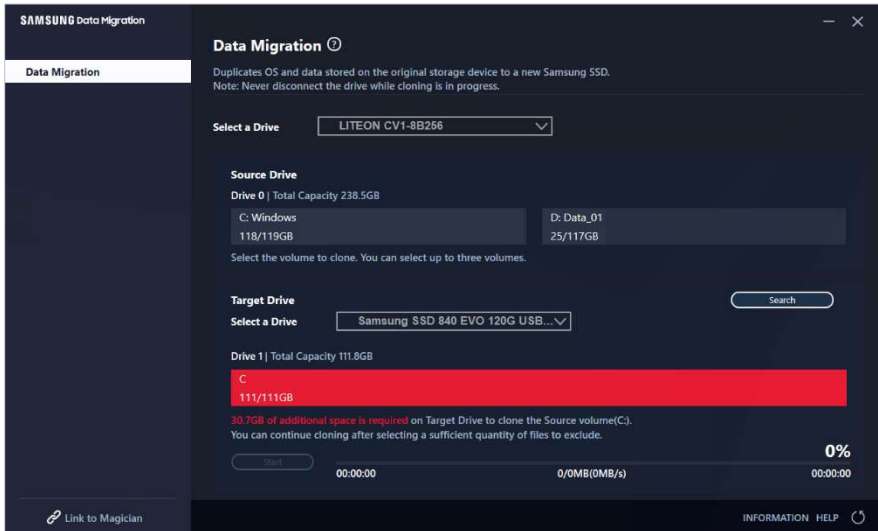 SAMSUNG Data Migration
Data Migration
Data Migration ?
Duplicates OS and data stored on the original storage device to a new Samsung SSD.
Note: Never disconnect the drive while cloning is in progress.
Select a Drive LITEON CV1-8B256
Source Drive
Drive 0 | Total Capacity 238.5GB
C: Windows D: Data_01
118/119GB 25/117GB
Select the volume to clone. You can select up to three volumes.
Target Drive Search
Select a Drive Samsung SSD 840 EVO 120G USB...
Drive 1 | Total Capacity 111.8GB
C
111/111GB
30.7GB of additional space is required on Target Drive to clone the Source volume(C:).
You can continue cloning after selecting a sufficient quantity of files to exclude.
0%
Start
00:00:00 0/0MB(0MB/s) 00:00:00
Link to Magician INFORMATION HELP